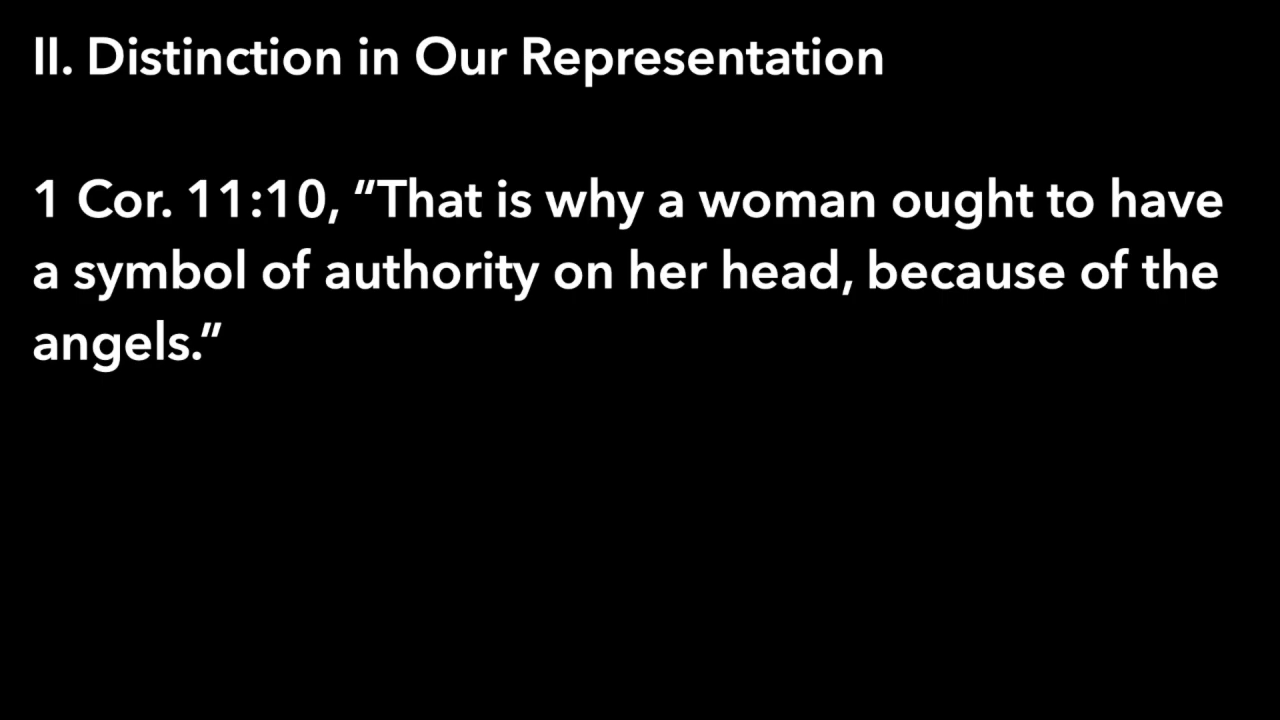 II. Distinction in Our Representation
1 Cor. 11:10, “That is why a woman ought to have
a symbol of authority on her head, because of the
angels.”